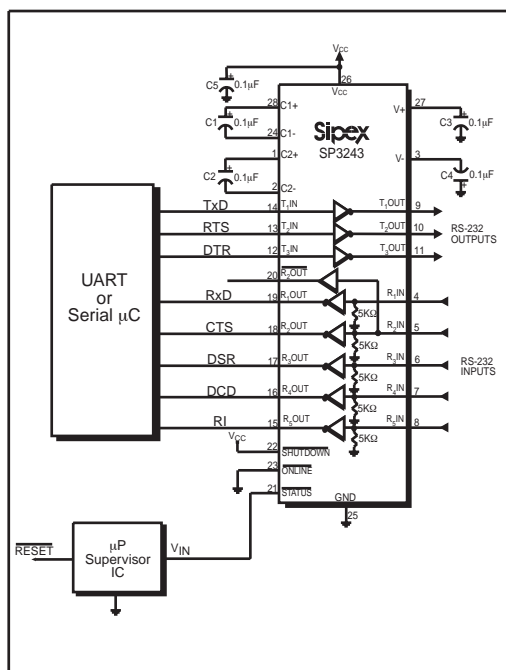 VCC
26
VCC
C5 + 0.1µF
28 C1+
C1 + 0.1µF
24 C1-
1 C2+
C2 + 0.1µF
2 C2-
Sipex
SP3243
V+ 27
C3 + 0.1µF
V- 3
C4 0.1µF +
UART
or
Serial µC
TxD 14 T1IN T1OUT 9
RTS 13 T2IN T2OUT 10
DTR 12 T3IN T3OUT 11
RS-232
OUTPUTS
20 R2OUT
RxD 19 R1OUT R1IN 4
5KΩ
CTS 18 R2OUT R2IN 5
5KΩ
DSR 17 R3OUT R3IN 6
5KΩ
RS-232
INPUTS
DCD 16 R4OUT R4IN 7
5KΩ
RI 15 R5OUT R5IN 8
5KΩ
VCC
22 SHUTDOWN
23 ONLINE
21 STATUS
GND
25
RESET
µP
Supervisor
IC
VIN